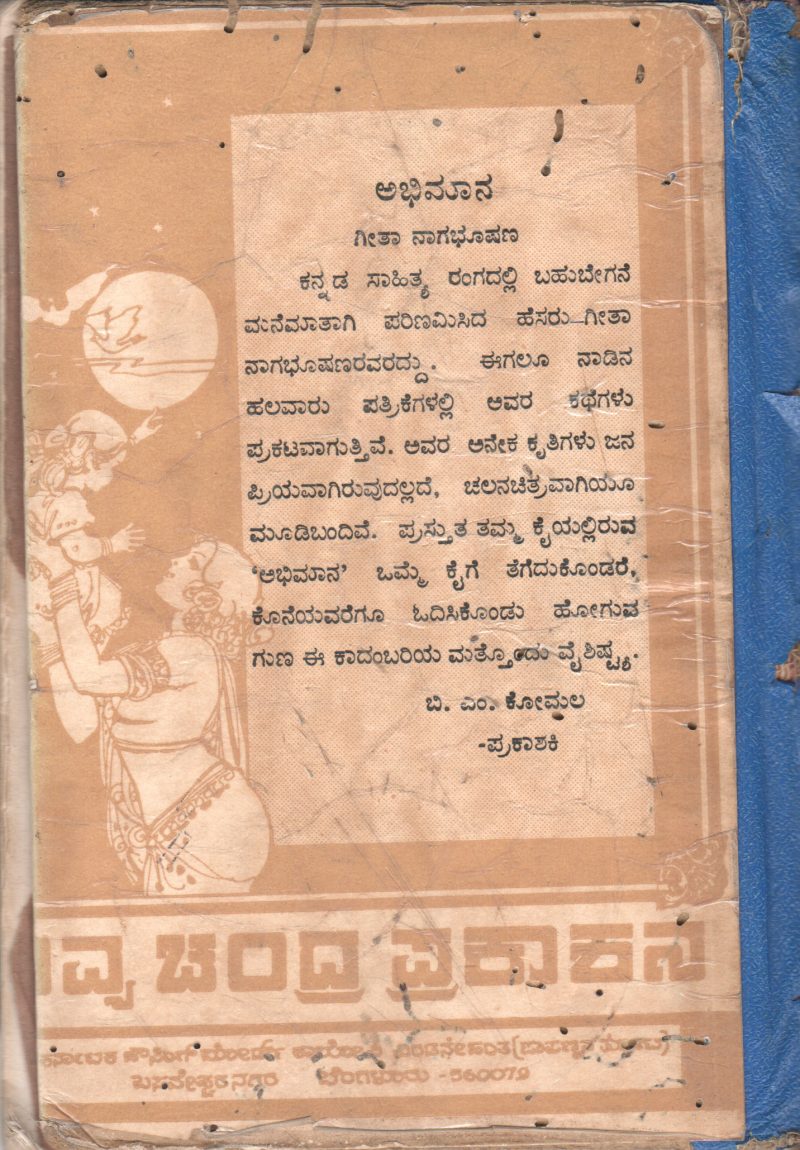 ಅಭಿಮಾನ
ಗೀತಾ ನಾಗಭೂಷಣ
ಕನ್ನಡ ಸಾಹಿತ್ಯ ರಂಗದಲ್ಲಿ ಬಹುಬೇಗನೆ
ಮನೆಮಾತಾಗಿ ಪರಿಣಮಿಸಿದ ಹೆಸರು–ಗೀತಾ
ನಾಗಭೂಷಣರವರದ್ದು. ಈಗಲೂ ನಾಡಿನ
ಹಲವಾರು ಪತ್ರಿಕೆಗಳಲ್ಲಿ ಅವರ ಕಥೆಗಳು
ಪ್ರಕಟವಾಗುತ್ತಿವೆ. ಅವರ ಅನೇಕ ಕೃತಿಗಳು ಜನ
ಪ್ರಿಯವಾಗಿರುವುದಲ್ಲದೆ, ಚಲನಚಿತ್ರವಾಗಿಯೂ
ಮೂಡಿಬಂದಿವೆ. ಪ್ರಸ್ತುತ ತಮ್ಮ ಕೈಯಲ್ಲಿರುವ
‘ಅಭಿಮಾನ’ ಒಮ್ಮೆ ಕೈಗೆ ತೆಗೆದುಕೊಂಡರೆ,
ಕೊನೆಯವರೆಗೂ ಓದಿಸಿಕೊಂಡು ಹೋಗುವ
ಗುಣ ಈ ಕಾದಂಬರಿಯ ಮತ್ತೊಂದು ವೈಶಿಷ್ಟ್ಯ.
ಬಿ. ಎಂ. ಕೋಮಲ
-ಪ್ರಕಾಶಕಿ
ಚಂದ್ರ ಪ್ರಕಾಶನ
ಹೌಸಿಂಗ್ ಬೋರ್ಡ್
ಬಸವೇಶ್ವರನಗರ ಬೆಂಗಳೂರು -560079